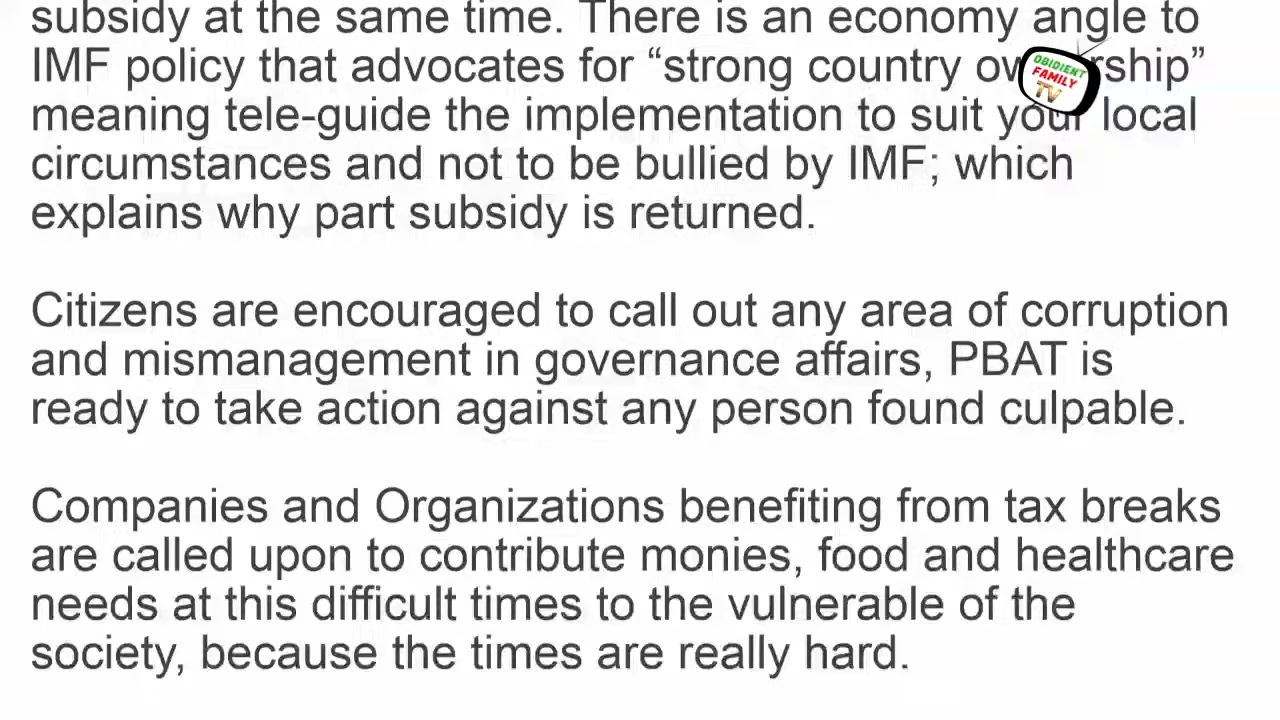 subsidy at the same time. There is an economy angle to
IMF policy that advocates for “strong country ownership”
meaning tele-guide the implementation to suit your local
circumstances and not to be bullied by IMF; which
explains why part subsidy is returned.
Citizens are encouraged to call out any area of corruption
and mismanagement in governance affairs, PBAT is
ready to take action against any person found culpable.
Companies and Organizations benefiting from tax breaks
are called upon to contribute monies, food and healthcare
needs at this difficult times to the vulnerable of the
society, because the times are really hard.
OBIDIENT
FAMILY
TV